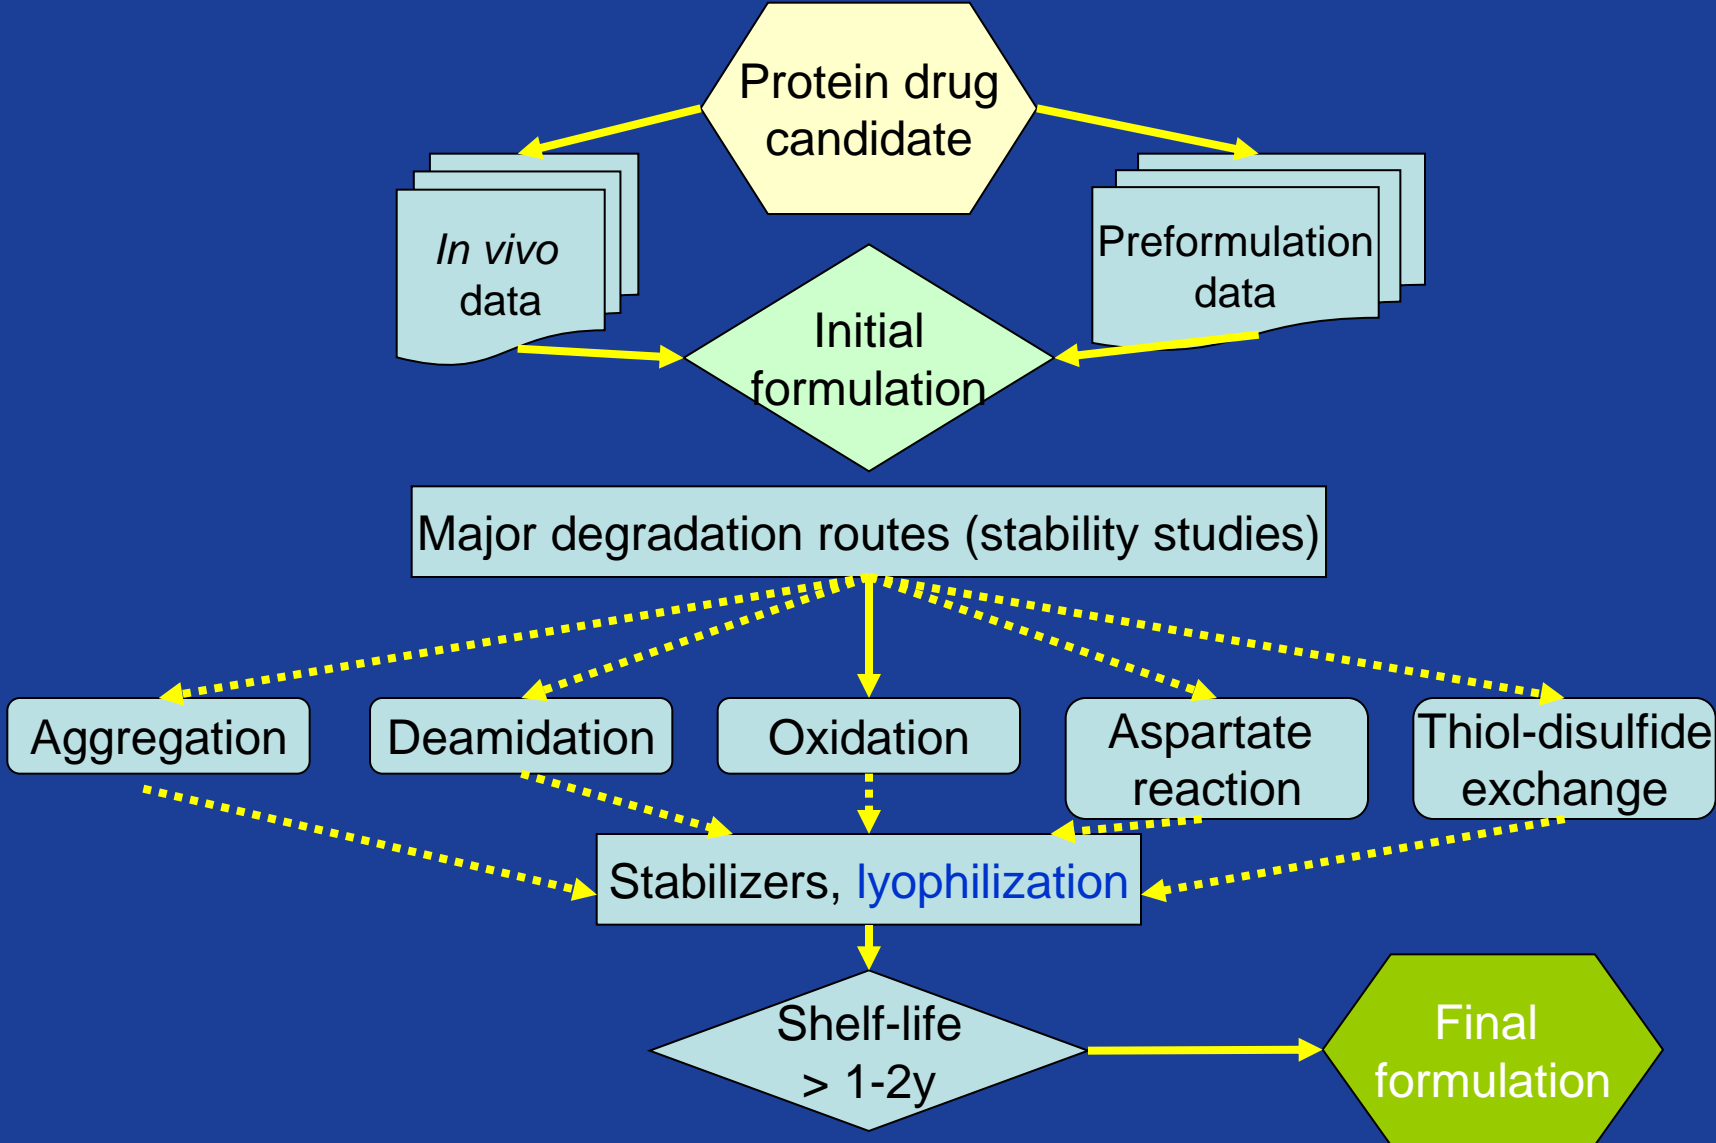 Protein drug
candidate
In vivo
data
Preformulation
data
Initial
formulation
Major degradation routes (stability studies)
Aggregation
Deamidation
Oxidation
Aspartate
reaction
Thiol-disulfide
exchange
Stabilizers, lyophilization
Shelf-life
> 1-2y
Final
formulation